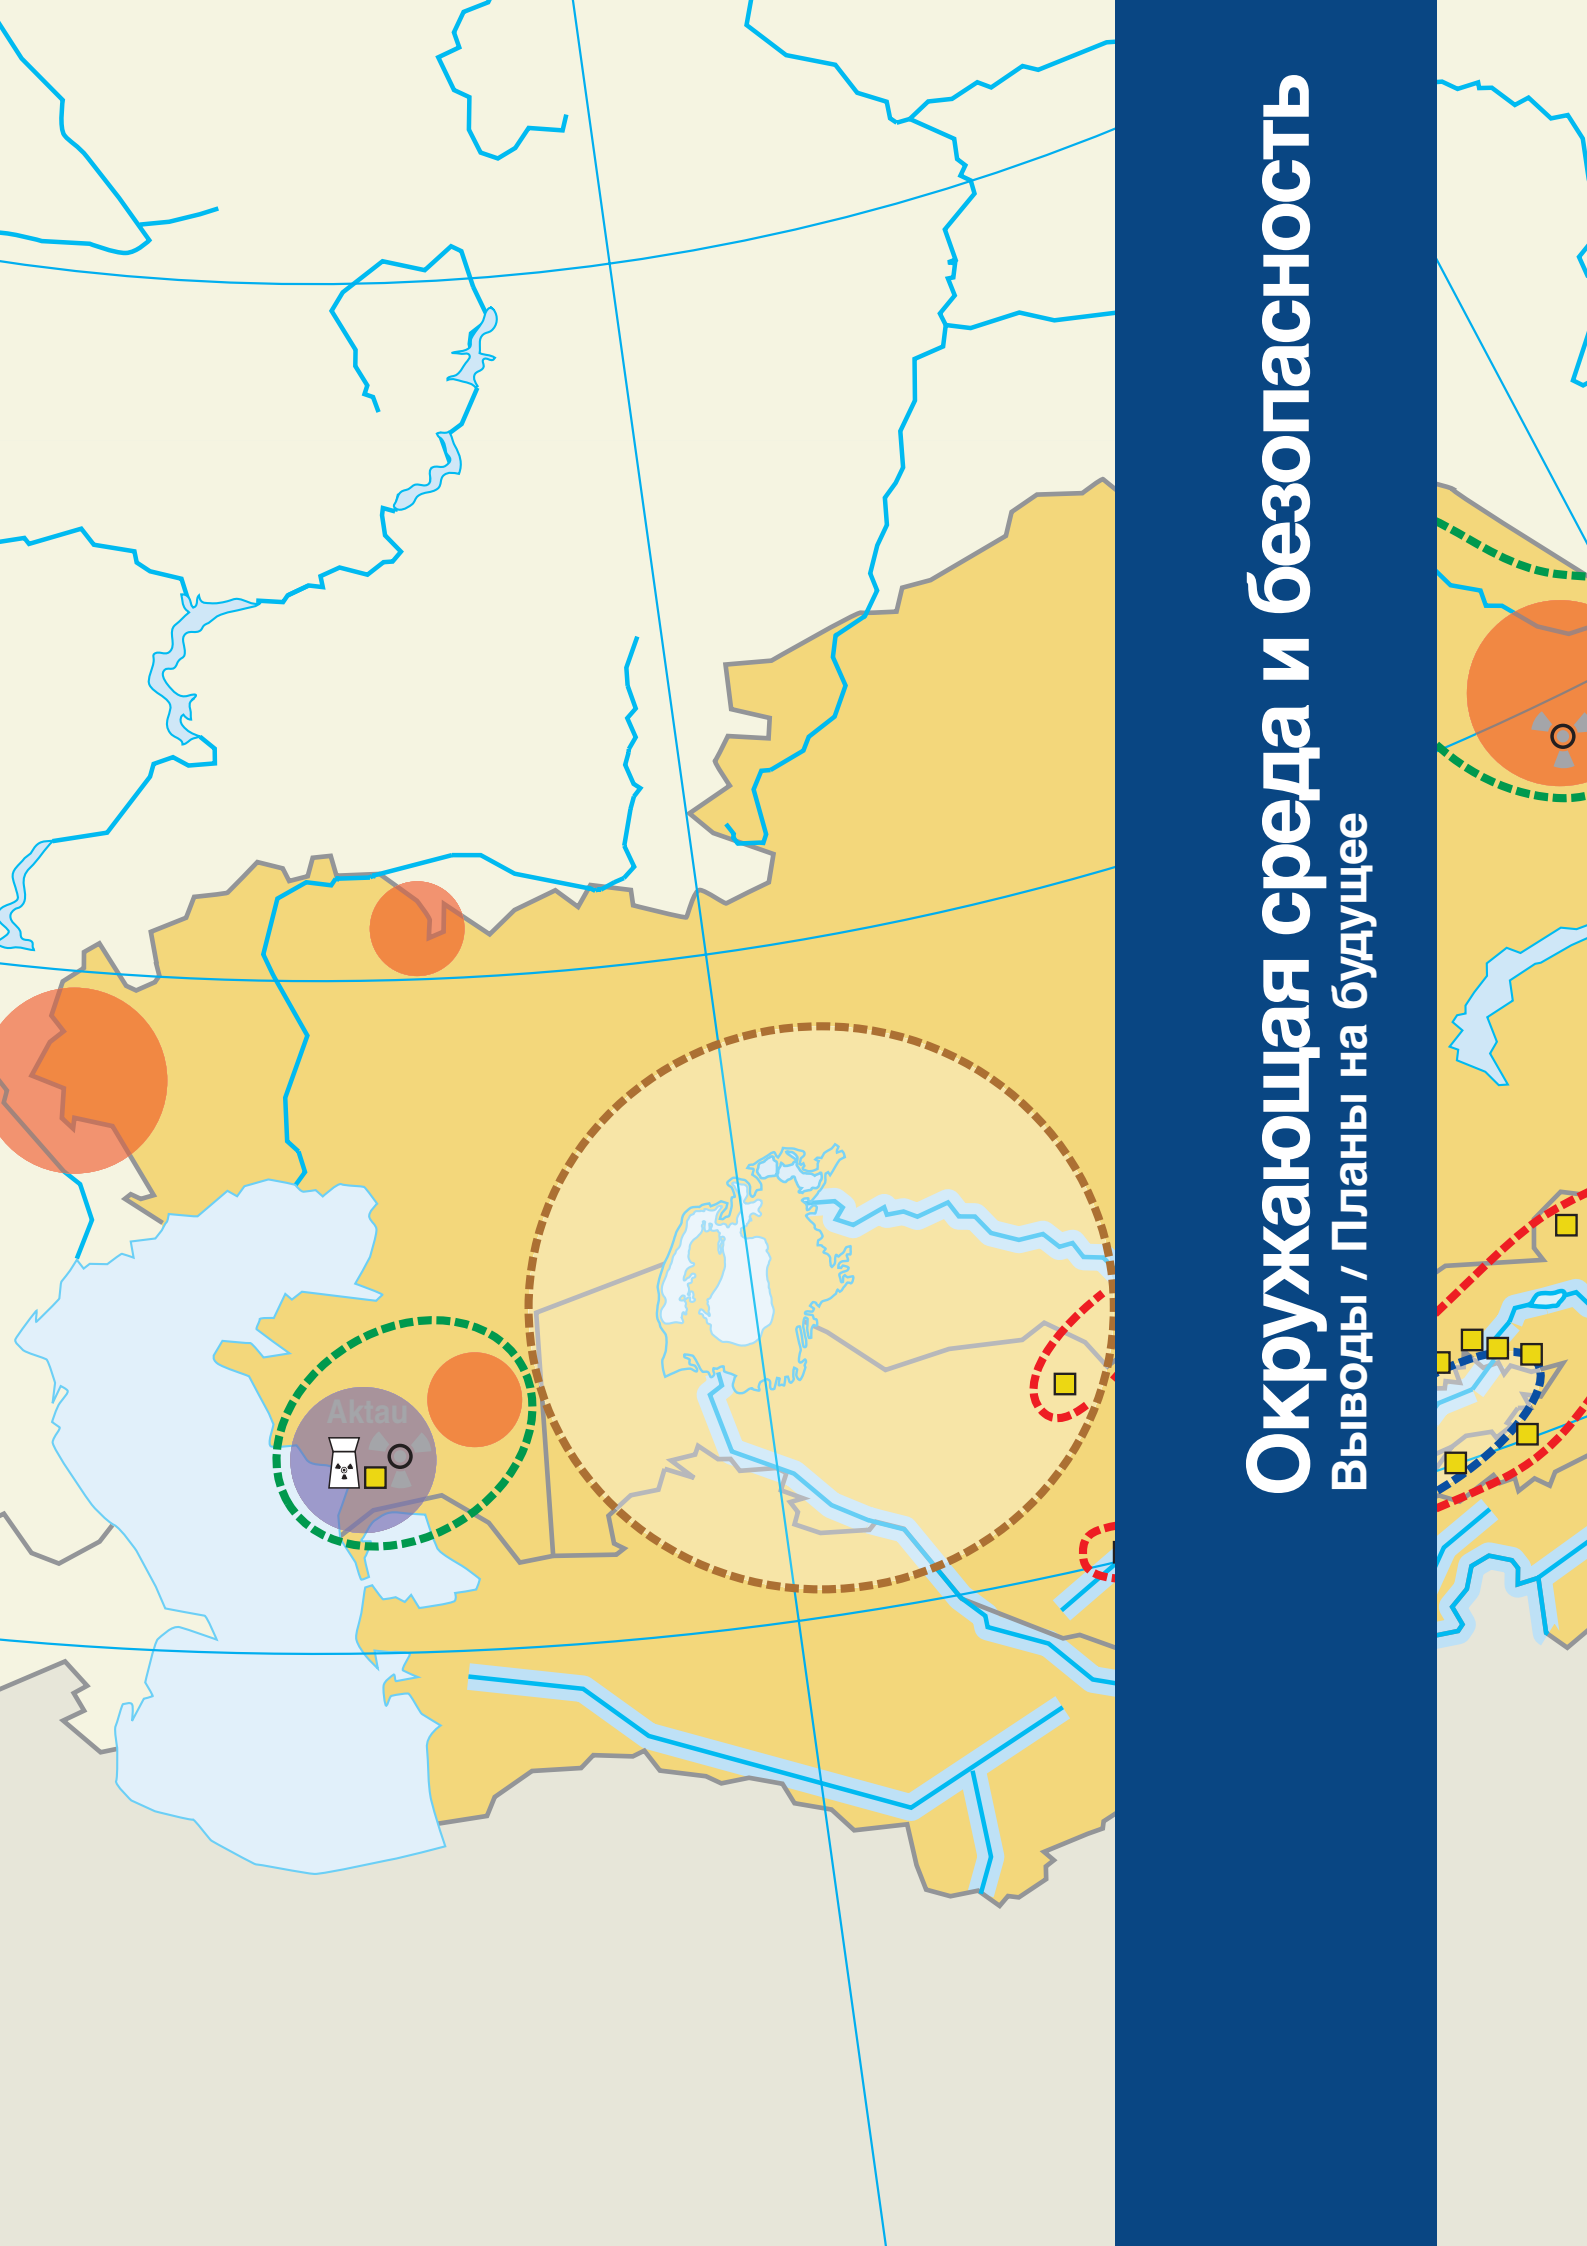 Окружающая среда и безопасность
Выводы / Планы на будущее
Aktau